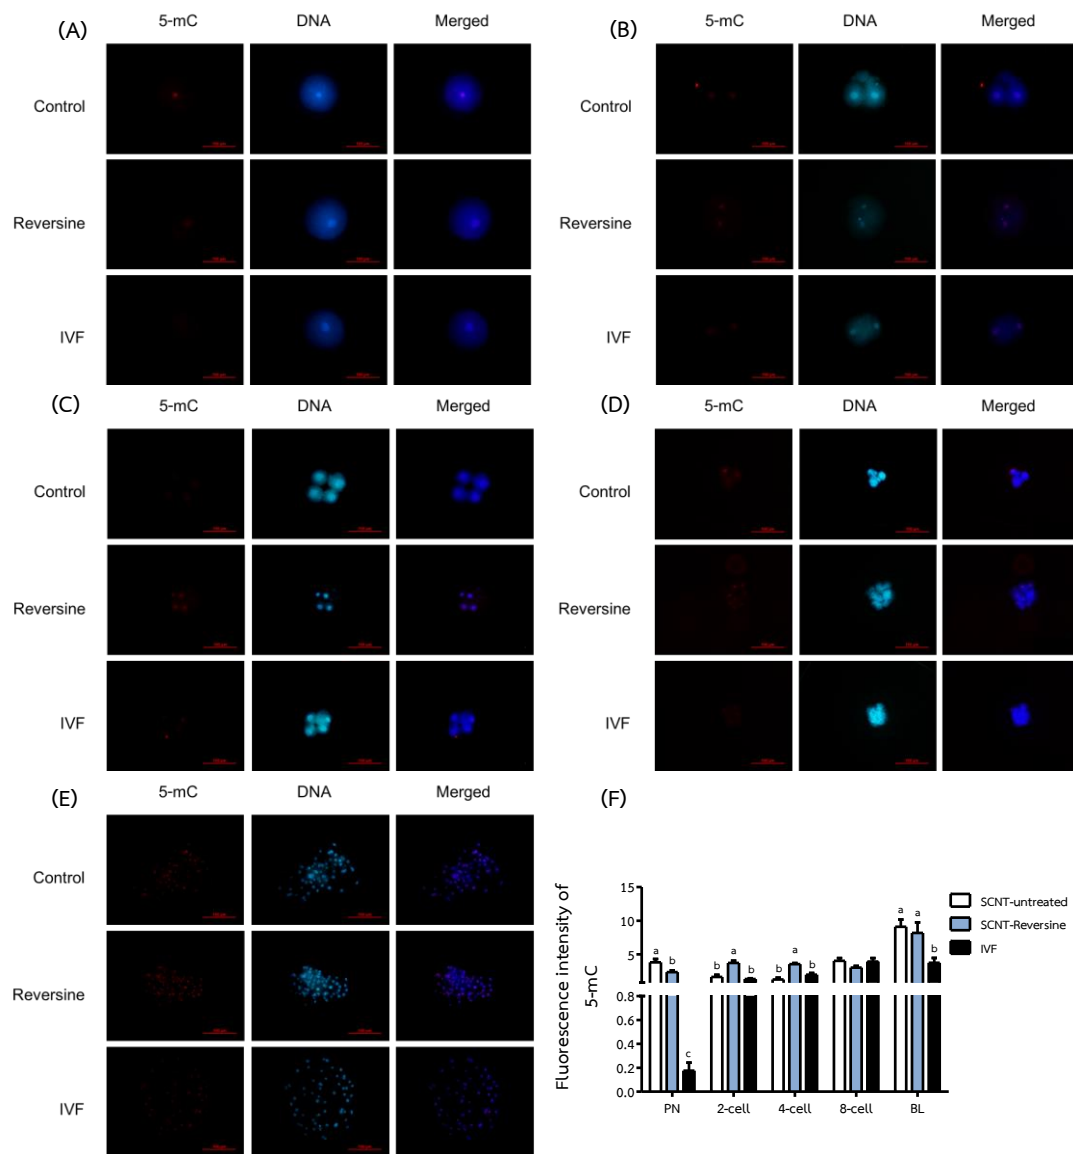 (A) 5-mC DNA Merged
Control
Reversine
IVF
(B) 5-mC DNA Merged
Control
Reversine
IVF
(C) 5-mC DNA Merged
Control
Reversine
IVF
(D) 5-mC DNA Merged
Control
Reversine
IVF
(E) 5-mC DNA Merged
Control
Reversine
IVF
(F)
Fluorescence intensity of
5-mC
15
10
5
0.8
0.6
0.4
0.2
0.0
a b c
b a b
b a b
a a b
PN 2-cell 4-cell 8-cell BL
SCNT-untreated
SCNT-Reversine
IVF